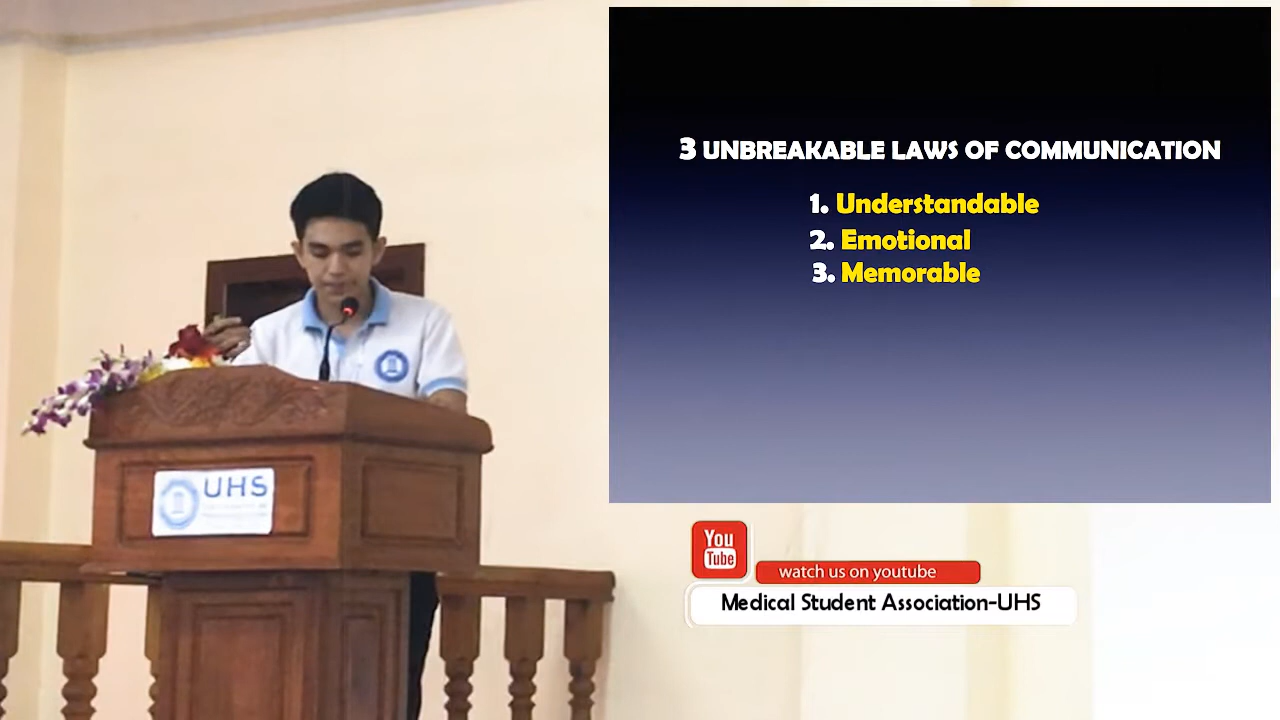 3 UNBREAKABLE LAWS OF COMMUNICATION
1. Understandable
2. Emotional
3. Memorable
UHS
You
Tube
watch us on youtube
Medical Student Association-UHS